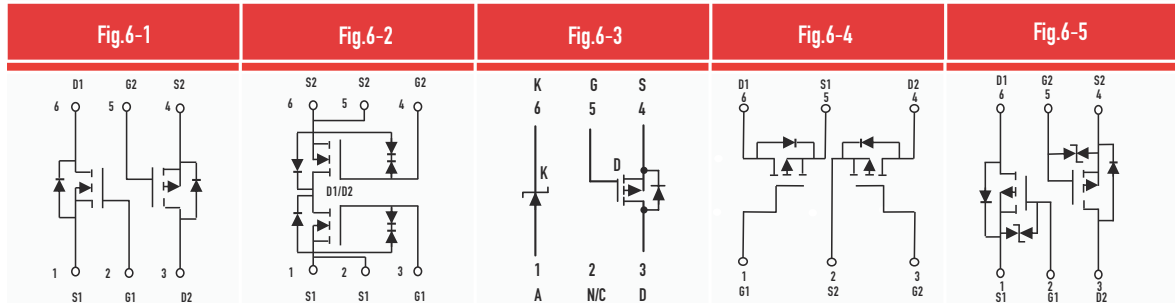 Fig.6-1 Fig.6-2 Fig.6-3 Fig.6-4 Fig.6-5
D1 G2 S2
6 5 4
1 2 3
S1 G1 D2
S2 S2 G2
6 5 4
D1/D2
1 2 3
S1 S1 G1
K G S
6 5 4
K
D
1 2 3
A N/C D
D1 S1 D2
6 5 4
1 2 3
G1 S2 G2
D1 G2 S2
6 5 4
1 2 3
S1 G1 D2